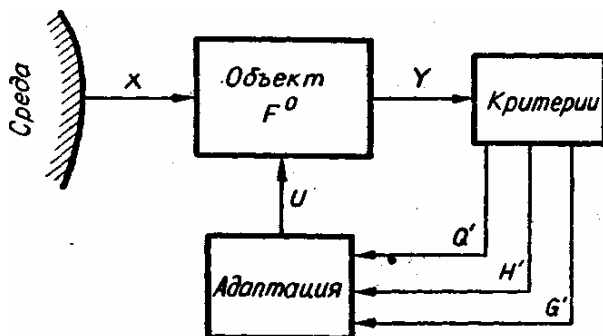 Среда
X
Объект
F⁰
Y
Критерии
U
Адаптация
Q'
H'
G'